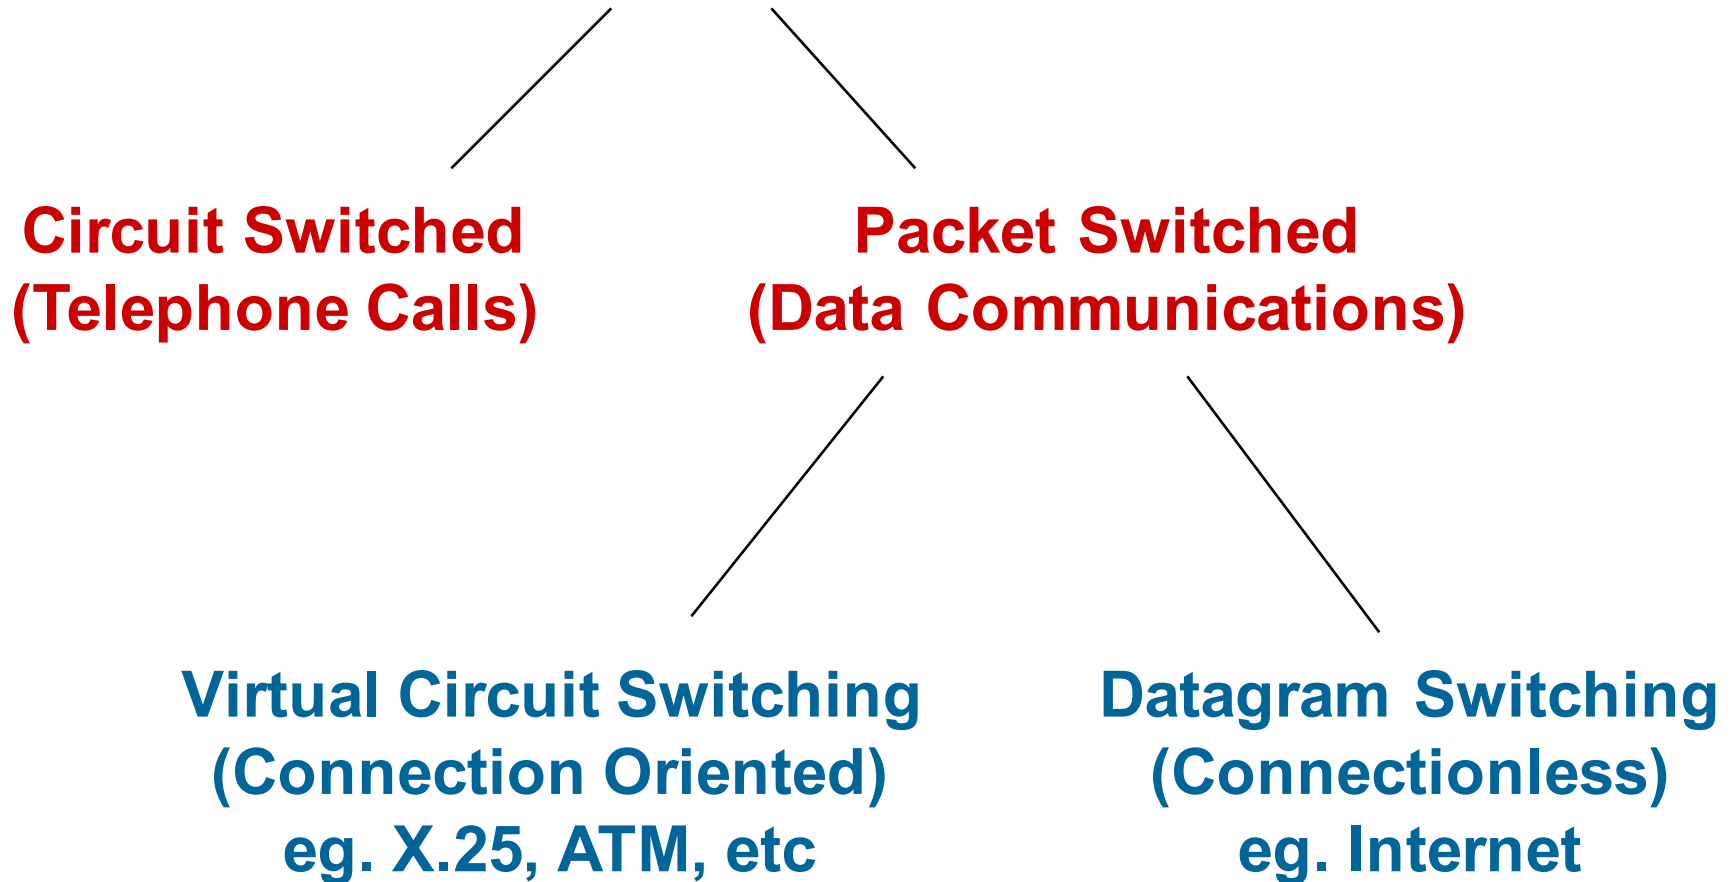 Circuit Switched
(Telephone Calls)
Packet Switched
(Data Communications)
Virtual Circuit Switching
(Connection Oriented)
eg. X.25, ATM, etc
Datagram Switching
(Connectionless)
eg. Internet